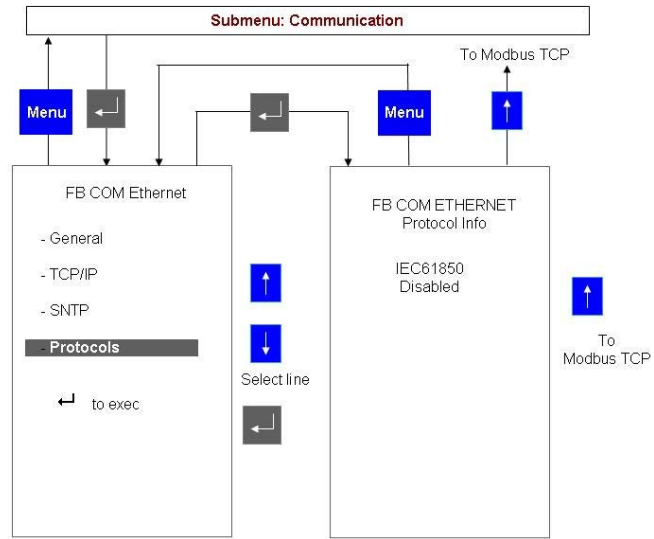 Submenu: Communication
To Modbus TCP
Menu
Menu
FB COM Ethernet
- General
- TCP/IP
- SNTP
- Protocols
to exec
Select line
FB COM ETHERNET
Protocol Info
IEC61850
Disabled
To
Modbus TCP